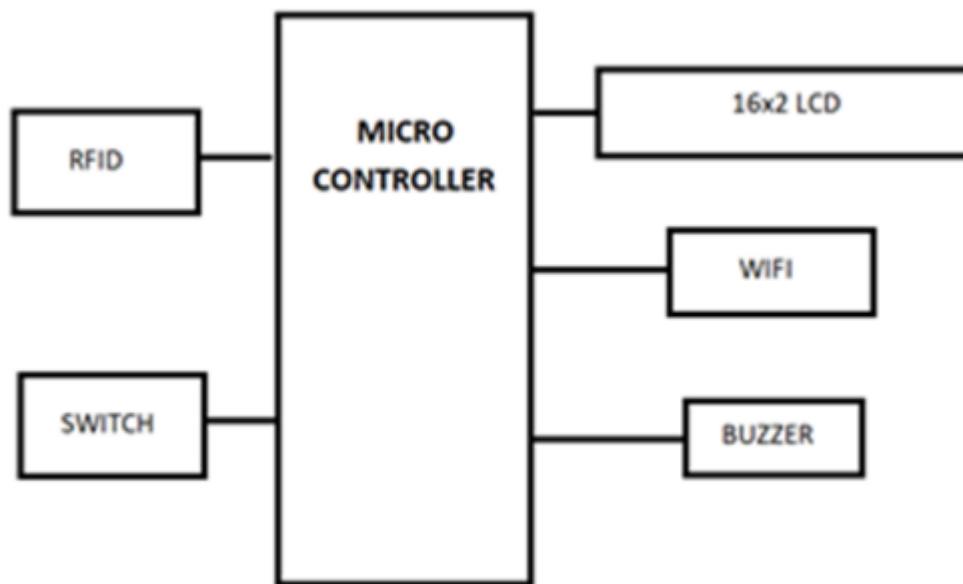 MICRO
CONTROLLER
RFID
SWITCH
16x2 LCD
WIFI
BUZZER